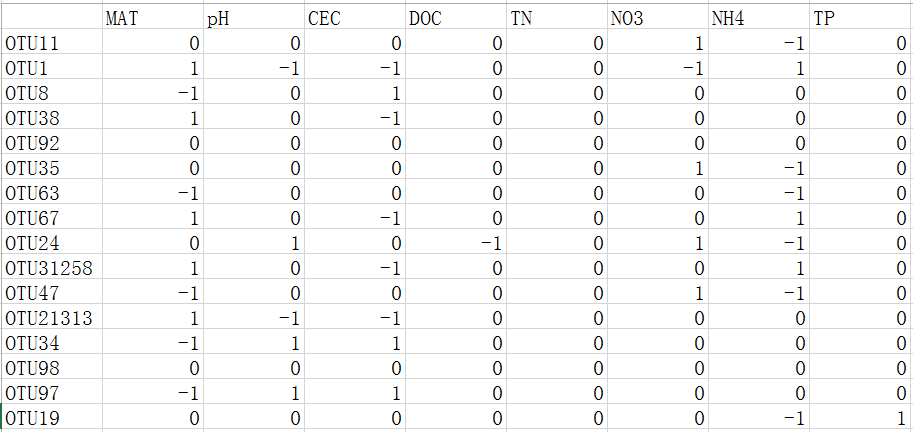 MAT pH CEC DOC TN NO3 NH4 TP
OTU11 0 0 0 0 0 1 -1 0
OTU1 1 -1 -1 0 0 -1 1 0
OTU8 -1 0 1 0 0 0 0 0
OTU38 1 0 -1 0 0 0 0 0
OTU92 0 0 0 0 0 0 0 0
OTU35 0 0 0 0 0 1 -1 0
OTU63 -1 0 0 0 0 0 -1 0
OTU67 1 0 -1 0 0 0 1 0
OTU24 0 1 0 -1 0 1 -1 0
OTU31258 1 0 -1 0 0 0 1 0
OTU47 -1 0 0 0 0 1 -1 0
OTU21313 1 -1 -1 0 0 0 0 0
OTU34 -1 1 1 0 0 0 0 0
OTU98 0 0 0 0 0 0 0 0
OTU97 -1 1 1 0 0 0 0 0
OTU19 0 0 0 0 0 0 -1 1